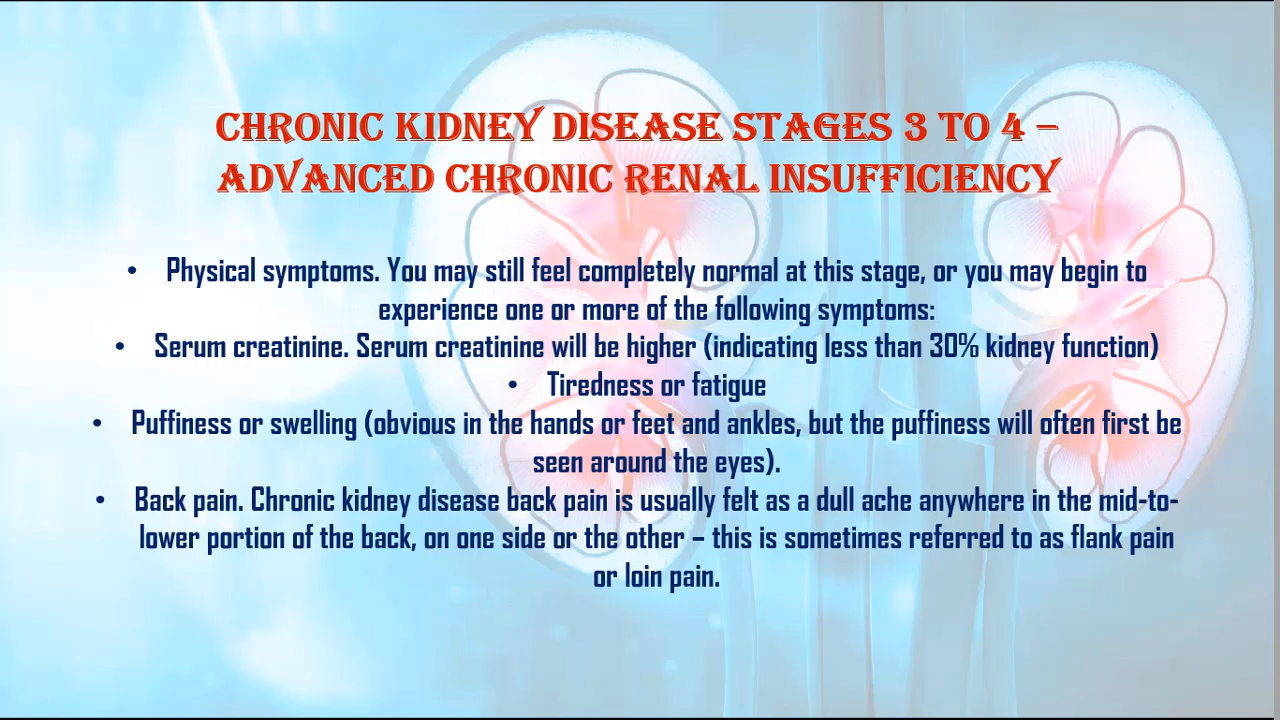 CHRONIC KIDNEY DISEASE STAGES 3 TO 4 –
ADVANCED CHRONIC RENAL INSUFFICIENCY
• Physical symptoms. You may still feel completely normal at this stage, or you may begin to
experience one or more of the following symptoms:
• Serum creatinine. Serum creatinine will be higher (indicating less than 30% kidney function)
• Tiredness or fatigue
• Puffiness or swelling (obvious in the hands or feet and ankles, but the puffiness will often first be
seen around the eyes).
• Back pain. Chronic kidney disease back pain is usually felt as a dull ache anywhere in the mid-to-
lower portion of the back, on one side or the other – this is sometimes referred to as flank pain
or loin pain.